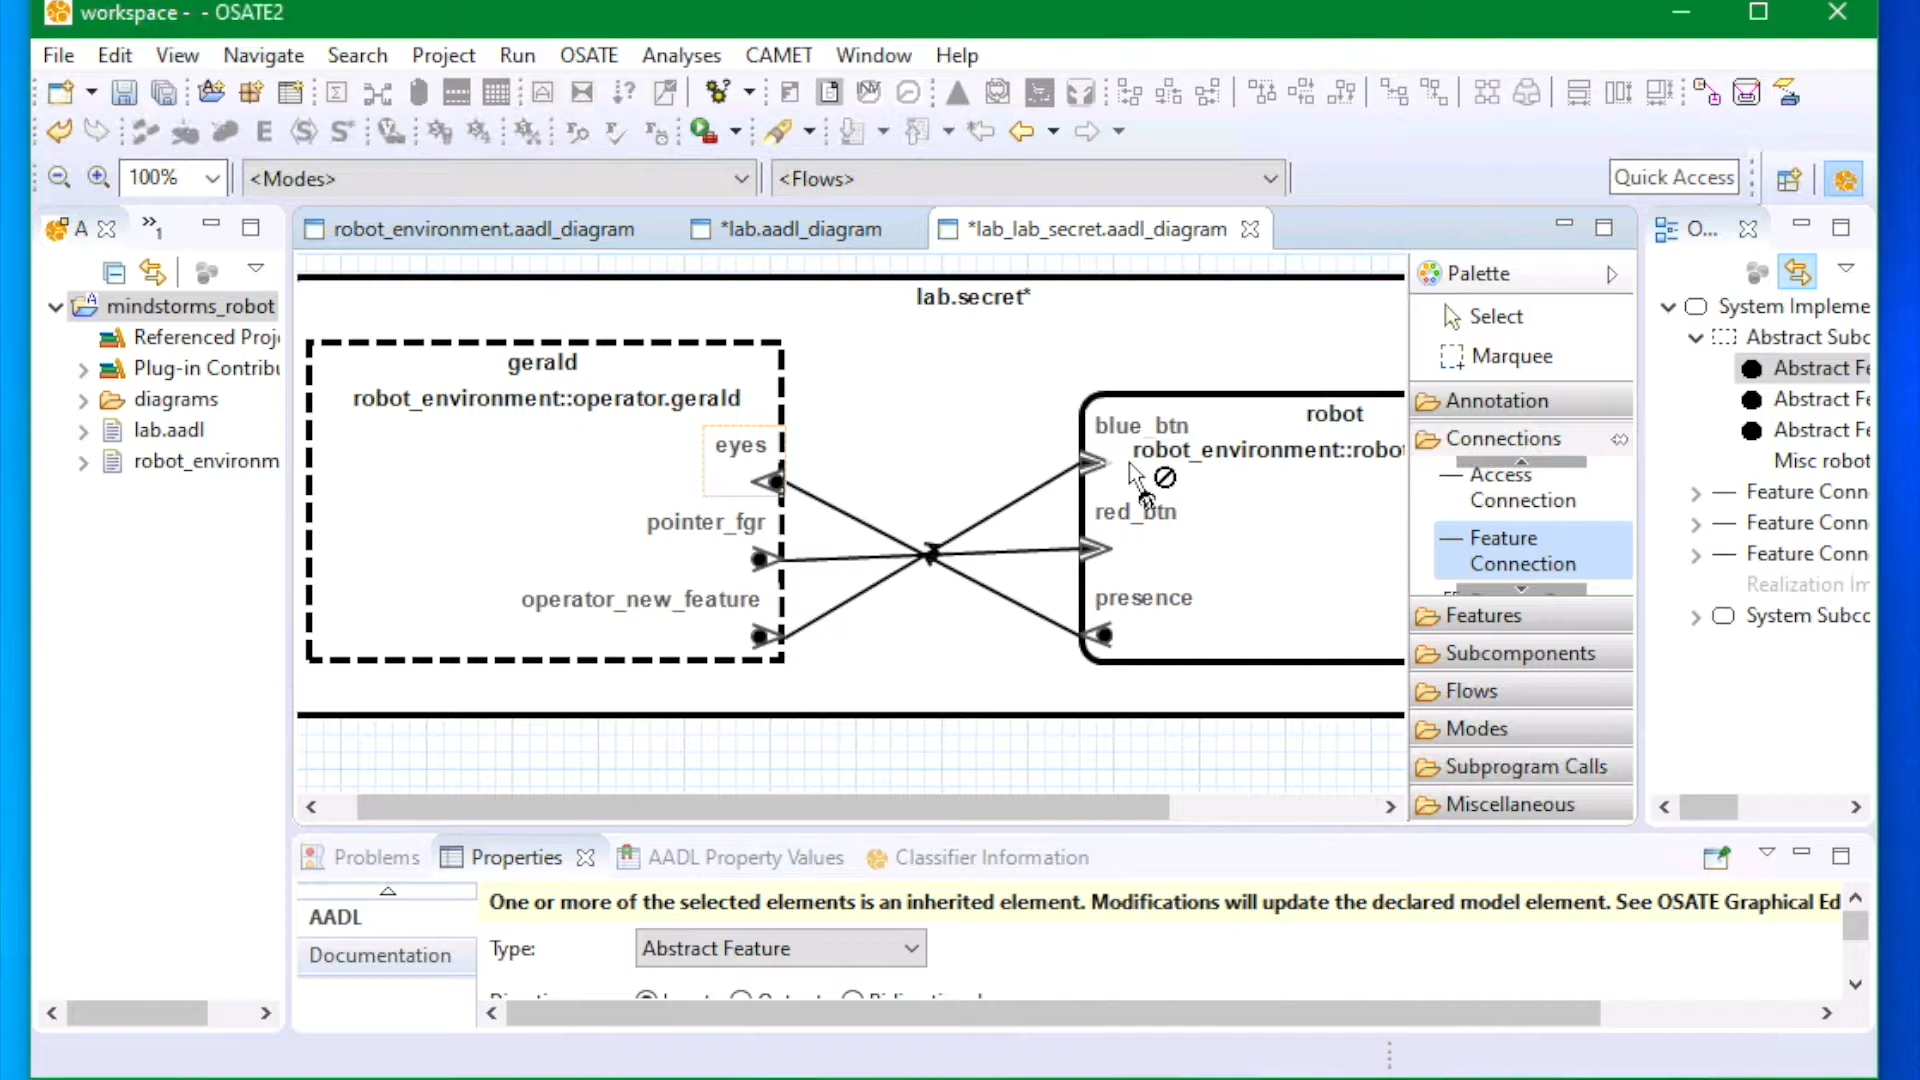 workspace -  - OSATE2
File Edit View Navigate Search Project Run OSATE Analyses CAMET Window Help
100% <Modes> <Flows> Quick Access
A »1
robot_environment.aadl_diagram *lab.aadl_diagram *lab_lab_secret.aadl_diagram
O...
mindstorms_robot
Referenced Proj
Plug-in Contribu
diagrams
lab.aadl
robot_environm
lab.secret*
gerald
robot_environment::operator.gerald
eyes
pointer_fgr
operator_new_feature
robot
blue_btn
robot_environment::robo
red_btn
presence
Palette
Select
Marquee
Annotation
Connections
Access
Connection
Feature
Connection
Features
Subcomponents
Flows
Modes
Subprogram Calls
Miscellaneous
System Impleme
Abstract Subc
Abstract Fe
Abstract Fe
Abstract Fe
Misc robot
Feature Conn
Feature Conn
Feature Conn
Realization Im
System Subcc
Problems Properties AADL Property Values Classifier Information
AADL
Documentation
One or more of the selected elements is an inherited element. Modifications will update the declared model element. See OSATE Graphical Ed
Type: Abstract Feature